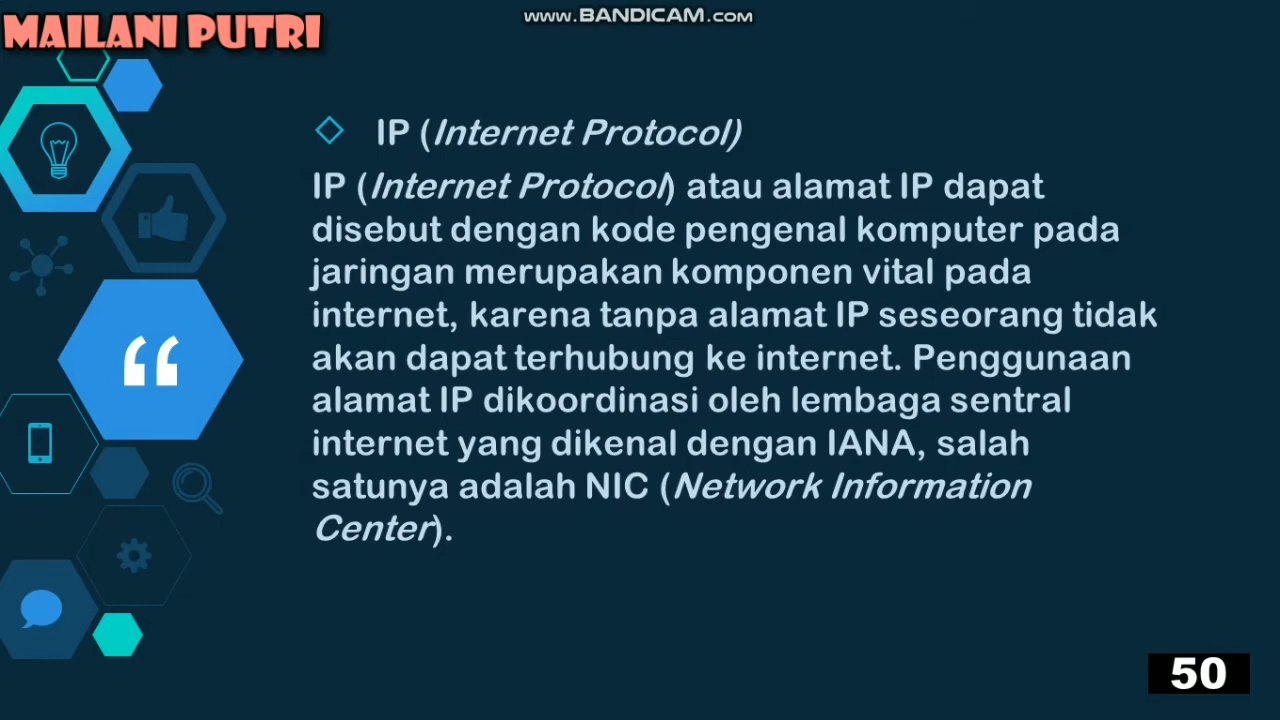 MAILANI PUTRI
www.BANDICAM.com
IP (Internet Protocol)
IP (Internet Protocol) atau alamat IP dapat
disebut dengan kode pengenal komputer pada
jaringan merupakan komponen vital pada
internet, karena tanpa alamat IP seseorang tidak
akan dapat terhubung ke internet. Penggunaan
alamat IP dikoordinasi oleh lembaga sentral
internet yang dikenal dengan IANA, salah
satunya adalah NIC (Network Information
Center).
50